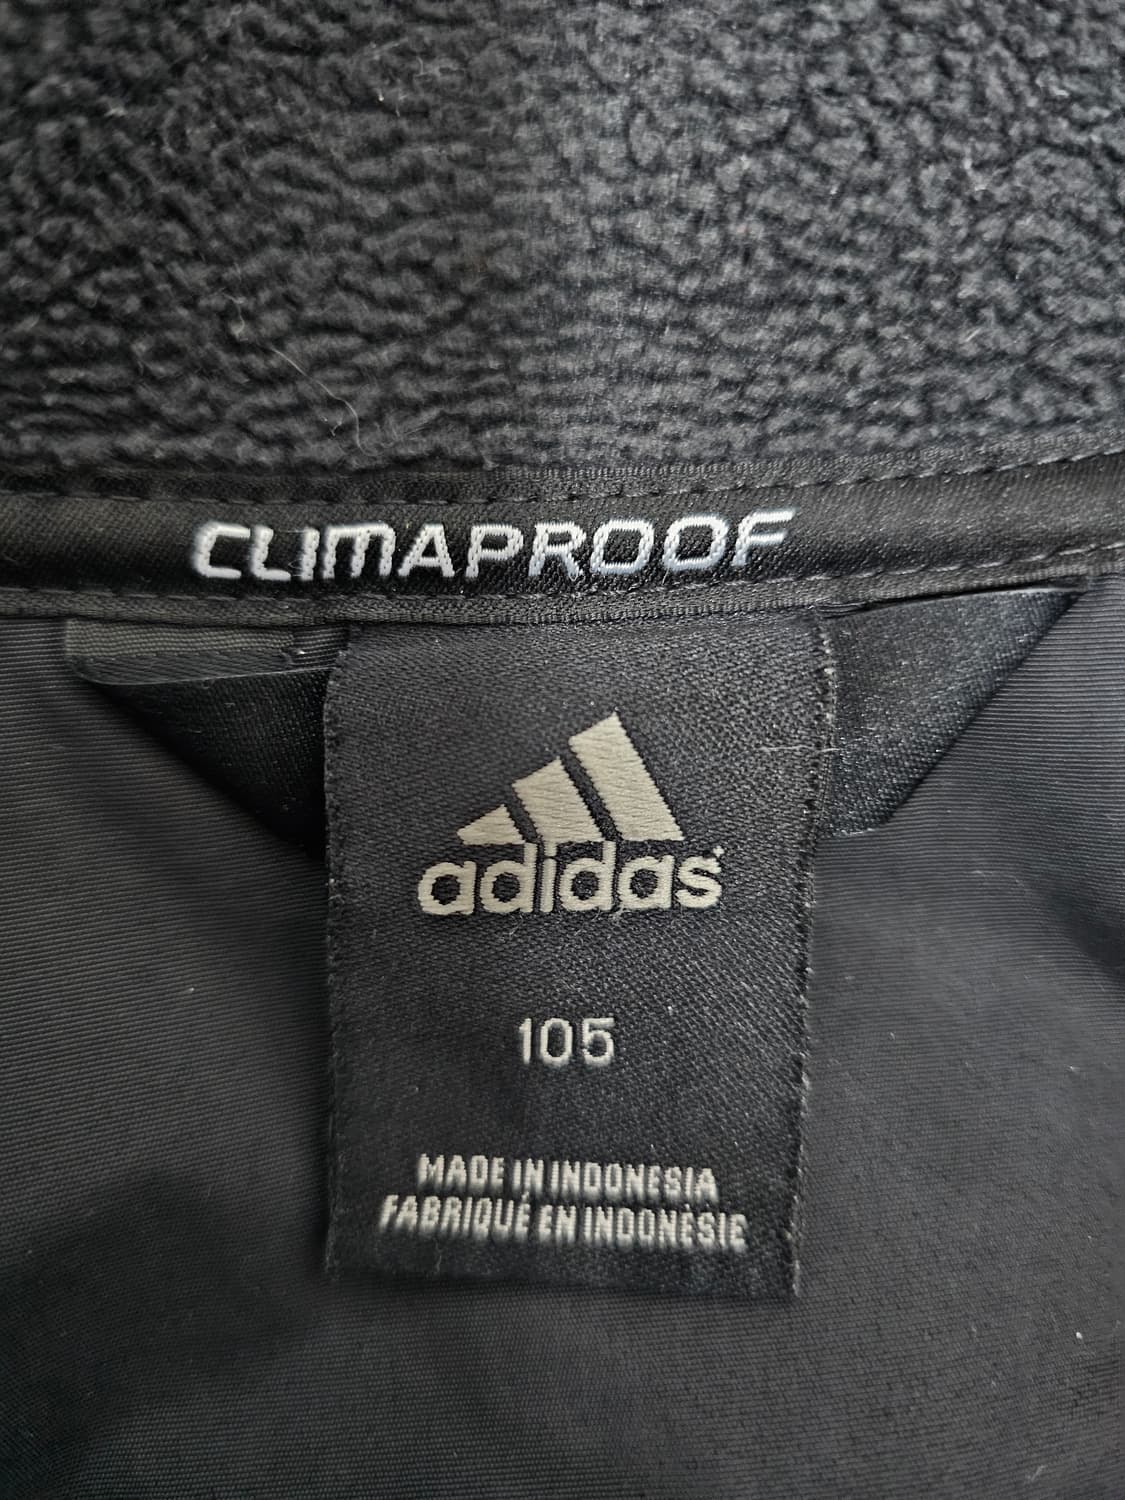 CLIMAPROOF
adidas
105
MADE IN INDONESIA
FABRIQUÉ EN INDONÉSIE